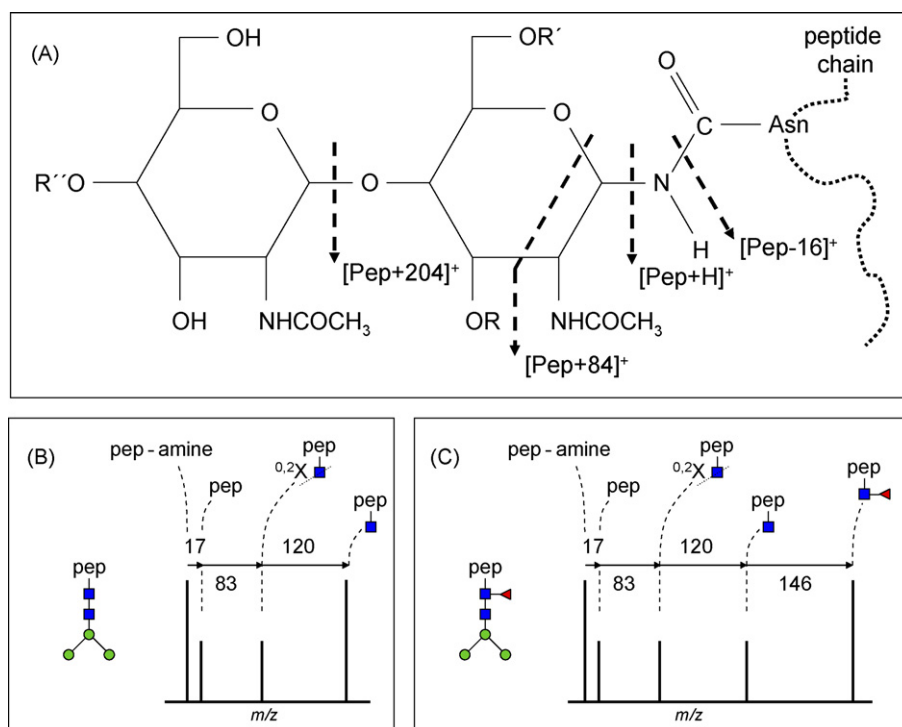 (A)
OH
OR´
O
peptide
chain
O
O
C
Asn
R´´O
O
N
H
[Pep-16]⁺
[Pep+204]⁺
[Pep+H]⁺
OH
NHCOCH₃
OR
NHCOCH₃
[Pep+84]⁺
(B)
pep - amine
pep
⁰,²X
pep
pep
17
120
83
pep
m/z
(C)
pep - amine
pep
⁰,²X
pep
pep
pep
17
120
83
146
pep
m/z